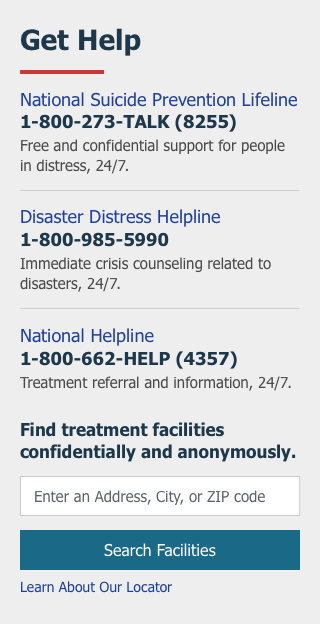 Get Help
National Suicide Prevention Lifeline
1-800-273-TALK (8255)
Free and confidential support for people
in distress, 24/7.
Disaster Distress Helpline
1-800-985-5990
Immediate crisis counseling related to
disasters, 24/7.
National Helpline
1-800-662-HELP (4357)
Treatment referral and information, 24/7.
Find treatment facilities
confidentially and anonymously.
Enter an Address, City, or ZIP code
Search Facilities
Learn About Our Locator